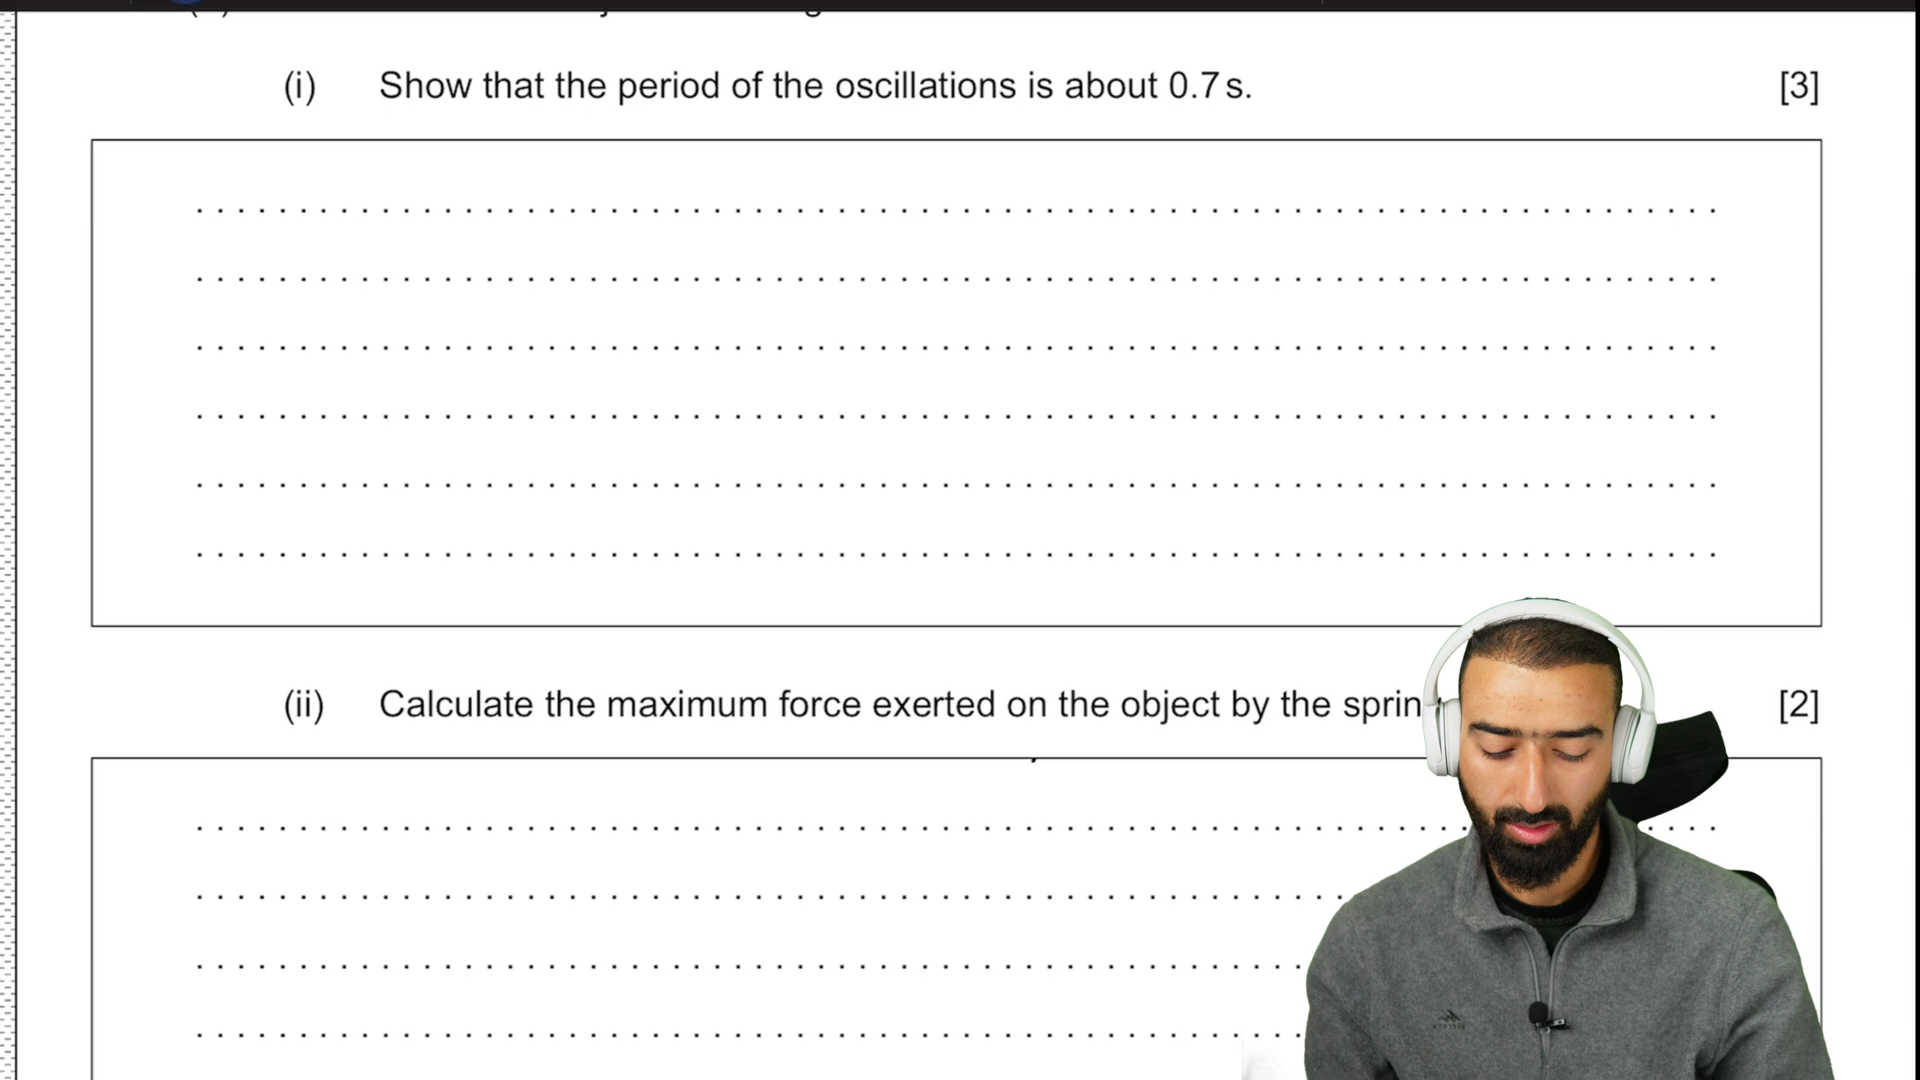 (i) Show that the period of the oscillations is about 0.7 s. [3]
(ii) Calculate the maximum force exerted on the object by the [2]